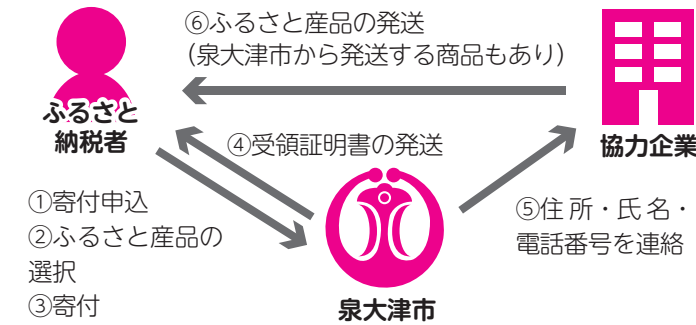 ⑥ふるさと産品の発送
（泉大津市から発送する商品もあり）
ふるさと
納税者
協力企業
④受領証明書の発送
①寄付申込
②ふるさと産品の
選択
③寄付
⑤住所・氏名・
電話番号を連絡
泉大津市